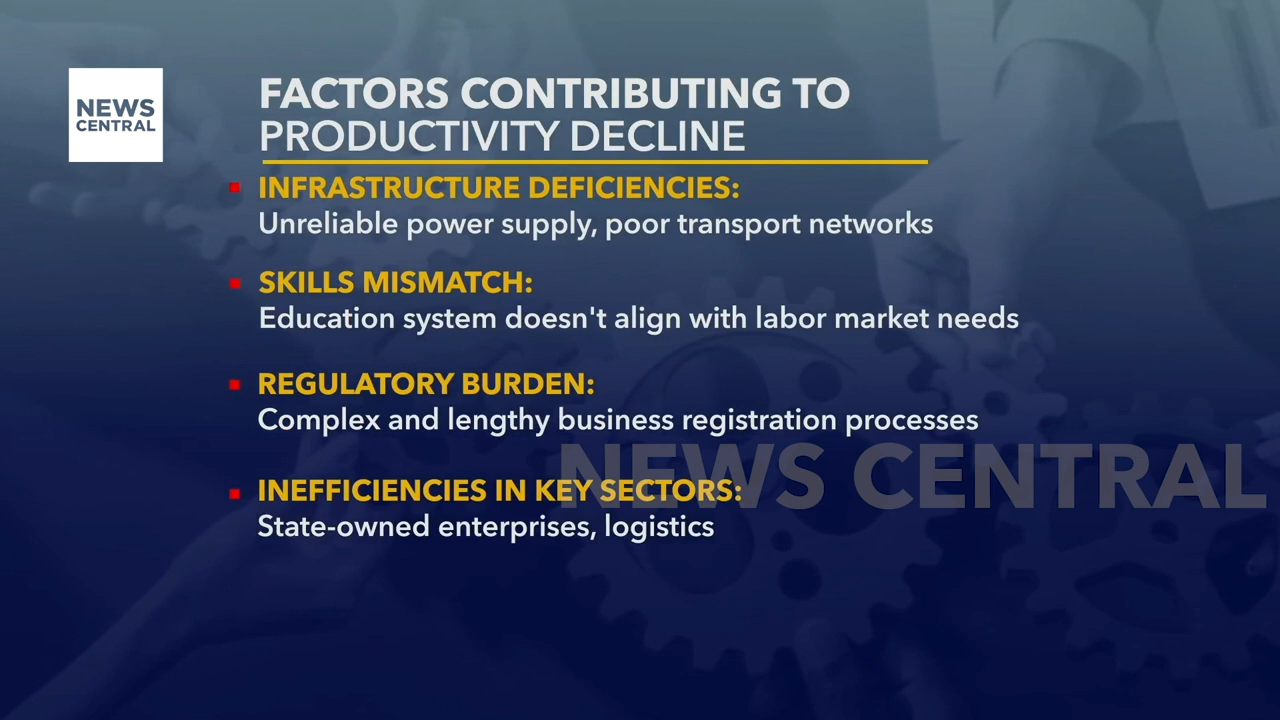 NEWS
CENTRAL
FACTORS CONTRIBUTING TO
PRODUCTIVITY DECLINE
INFRASTRUCTURE DEFICIENCIES:
Unreliable power supply, poor transport networks
SKILLS MISMATCH:
Education system doesn't align with labor market needs
REGULATORY BURDEN:
Complex and lengthy business registration processes
NEWS CENTRAL
INEFFICIENCIES IN KEY SECTORS:
State-owned enterprises, logistics